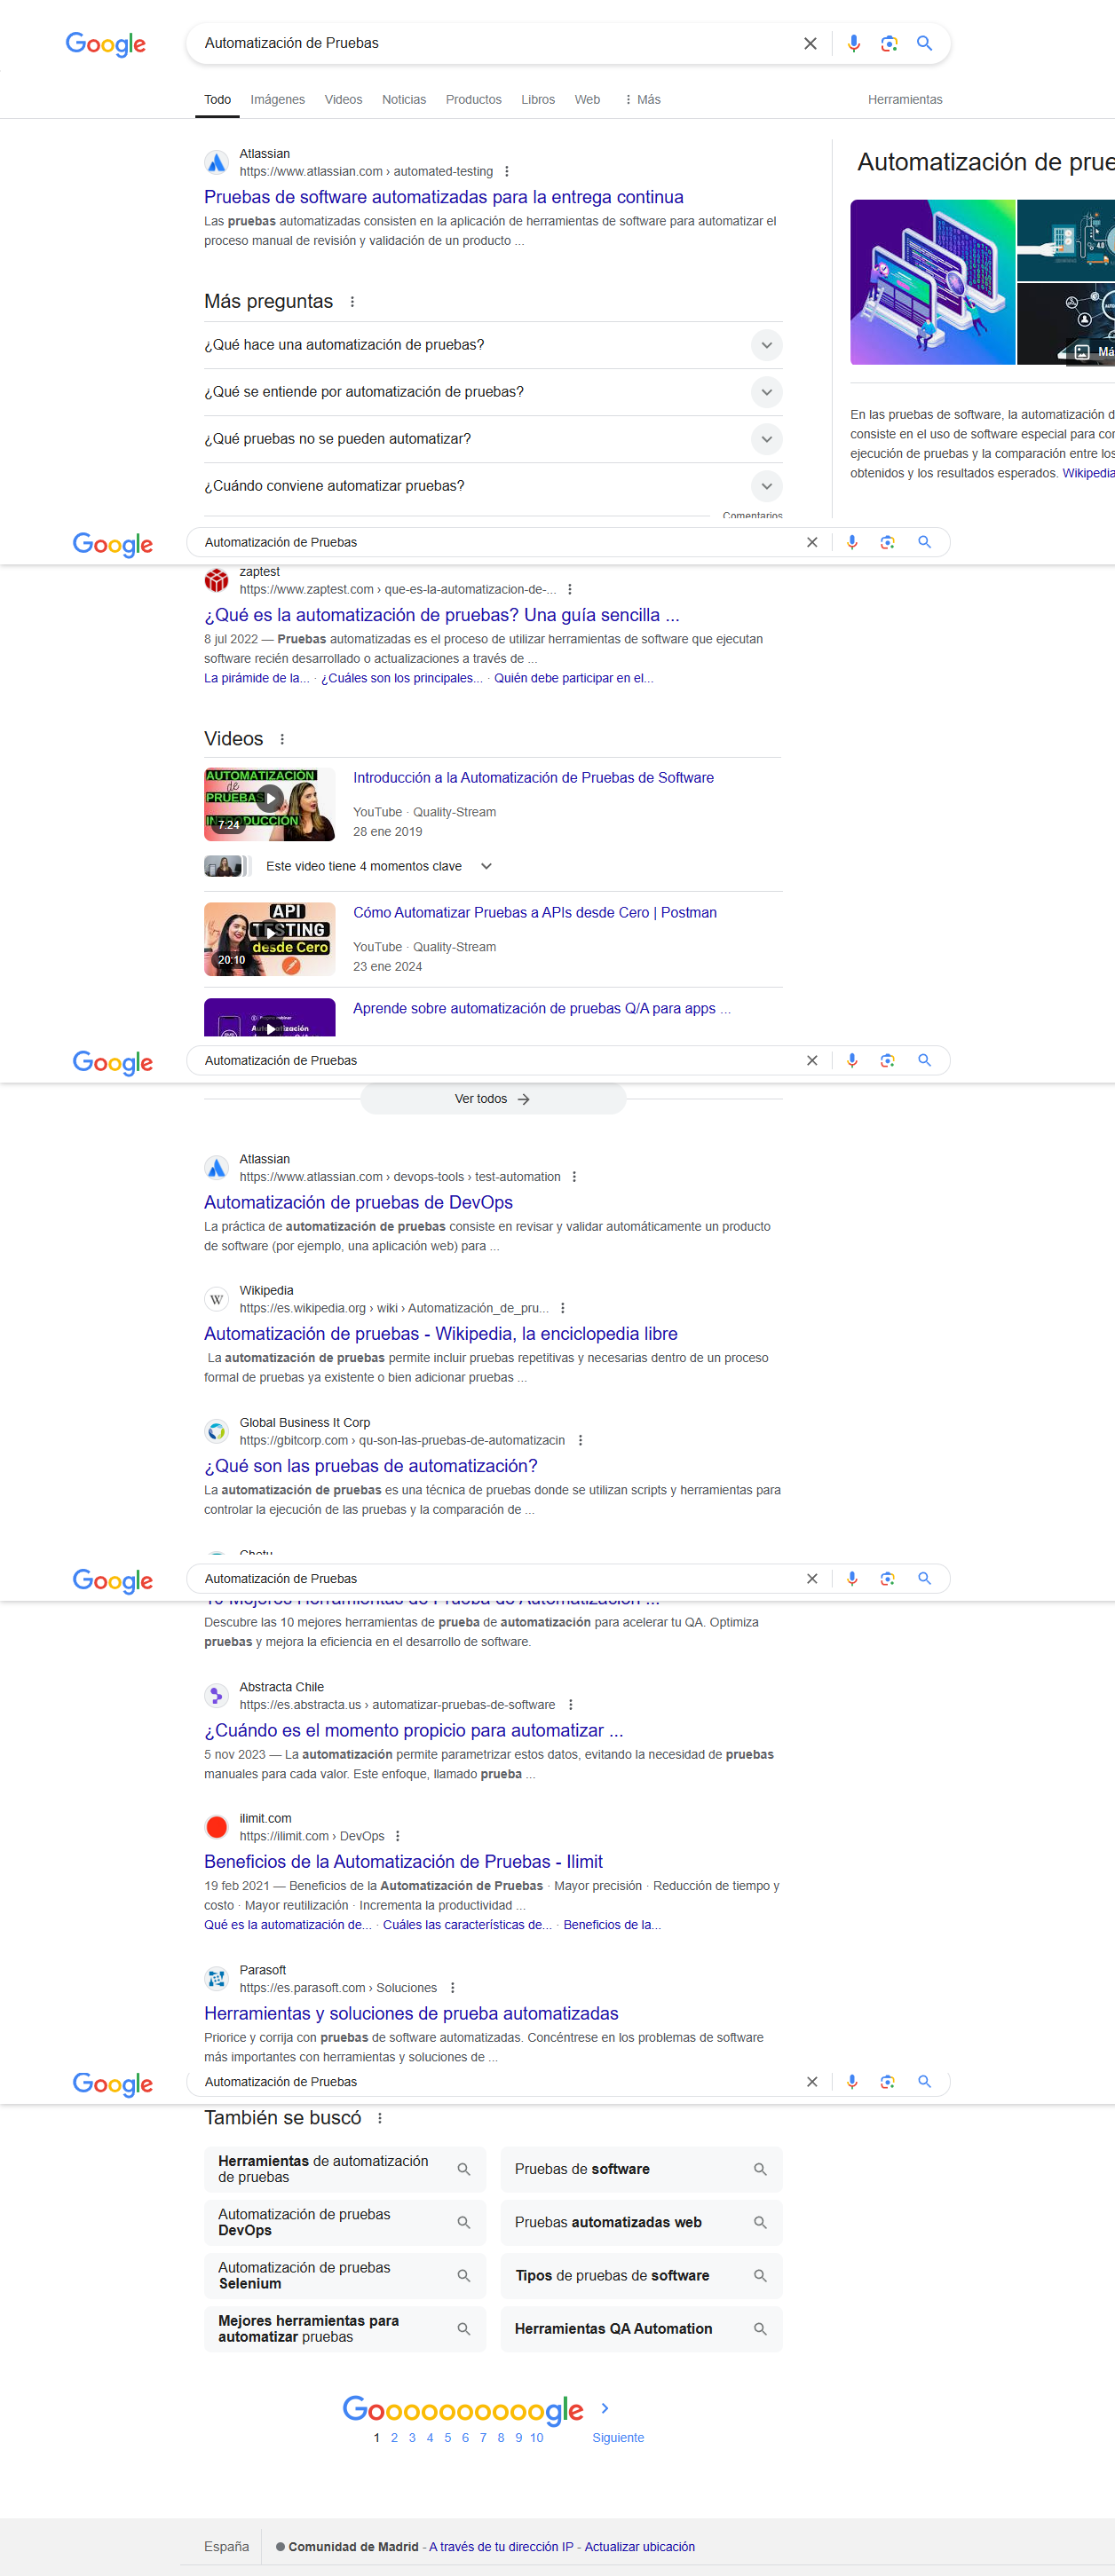 Google
Automatización de Pruebas
Todo Imágenes Videos Noticias Productos Libros Web Más Herramientas
Atlassian
https://www.atlassian.com › automated-testing
Pruebas de software automatizadas para la entrega continua
Las pruebas automatizadas consisten en la aplicación de herramientas de software para automatizar el
proceso manual de revisión y validación de un producto ...
Más preguntas
¿Qué hace una automatización de pruebas?
¿Qué se entiende por automatización de pruebas?
¿Qué pruebas no se pueden automatizar?
¿Cuándo conviene automatizar pruebas?
Comentarios
Automatización de prue
4.0
Má
En las pruebas de software, la automatización d
consiste en el uso de software especial para con
ejecución de pruebas y la comparación entre los
obtenidos y los resultados esperados. Wikipedia
Google
Automatización de Pruebas
zaptest
https://www.zaptest.com › que-es-la-automatizacion-de-...
¿Qué es la automatización de pruebas? Una guía sencilla ...
8 jul 2022 — Pruebas automatizadas es el proceso de utilizar herramientas de software que ejecutan
software recién desarrollado o actualizaciones a través de ...
La pirámide de la... · ¿Cuáles son los principales... · Quién debe participar en el...
Videos
AUTOMATIZACIÓN
de
PRUEBAS
INTRODUCCIÓN
7:24
Introducción a la Automatización de Pruebas de Software
YouTube · Quality-Stream
28 ene 2019
Este video tiene 4 momentos clave
API
TESTING
desde Cero
20:10
Cómo Automatizar Pruebas a APIs desde Cero | Postman
YouTube · Quality-Stream
23 ene 2024
Aprende sobre automatización de pruebas Q/A para apps ...
Google
Automatización de Pruebas
Ver todos
Atlassian
https://www.atlassian.com › devops-tools › test-automation
Automatización de pruebas de DevOps
La práctica de automatización de pruebas consiste en revisar y validar automáticamente un producto
de software (por ejemplo, una aplicación web) para ...
W
Wikipedia
https://es.wikipedia.org › wiki › Automatización_de_pru...
Automatización de pruebas - Wikipedia, la enciclopedia libre
La automatización de pruebas permite incluir pruebas repetitivas y necesarias dentro de un proceso
formal de pruebas ya existente o bien adicionar pruebas ...
Global Business It Corp
https://gbitcorp.com › qu-son-las-pruebas-de-automatizacin
¿Qué son las pruebas de automatización?
La automatización de pruebas es una técnica de pruebas donde se utilizan scripts y herramientas para
controlar la ejecución de las pruebas y la comparación de ...
Chetu
Google
Automatización de Pruebas
10 Mejores Herramientas de Prueba de Automatización ...
Descubre las 10 mejores herramientas de prueba de automatización para acelerar tu QA. Optimiza
pruebas y mejora la eficiencia en el desarrollo de software.
Abstracta Chile
https://es.abstracta.us › automatizar-pruebas-de-software
¿Cuándo es el momento propicio para automatizar ...
5 nov 2023 — La automatización permite parametrizar estos datos, evitando la necesidad de pruebas
manuales para cada valor. Este enfoque, llamado prueba ...
ilimit.com
https://ilimit.com › DevOps
Beneficios de la Automatización de Pruebas - Ilimit
19 feb 2021 — Beneficios de la Automatización de Pruebas · Mayor precisión · Reducción de tiempo y
costo · Mayor reutilización · Incrementa la productividad ...
Qué es la automatización de... · Cuáles las características de... · Beneficios de la...
Parasoft
https://es.parasoft.com › Soluciones
Herramientas y soluciones de prueba automatizadas
Priorice y corrija con pruebas de software automatizadas. Concéntrese en los problemas de software
más importantes con herramientas y soluciones de ...
Google
Automatización de Pruebas
También se buscó
Herramientas de automatización
de pruebas
Pruebas de software
Automatización de pruebas
DevOps
Pruebas automatizadas web
Automatización de pruebas
Selenium
Tipos de pruebas de software
Mejores herramientas para
automatizar pruebas
Herramientas QA Automation
Goooooooooogle
1 2 3 4 5 6 7 8 9 10 Siguiente
España
Comunidad de Madrid - A través de tu dirección IP - Actualizar ubicación